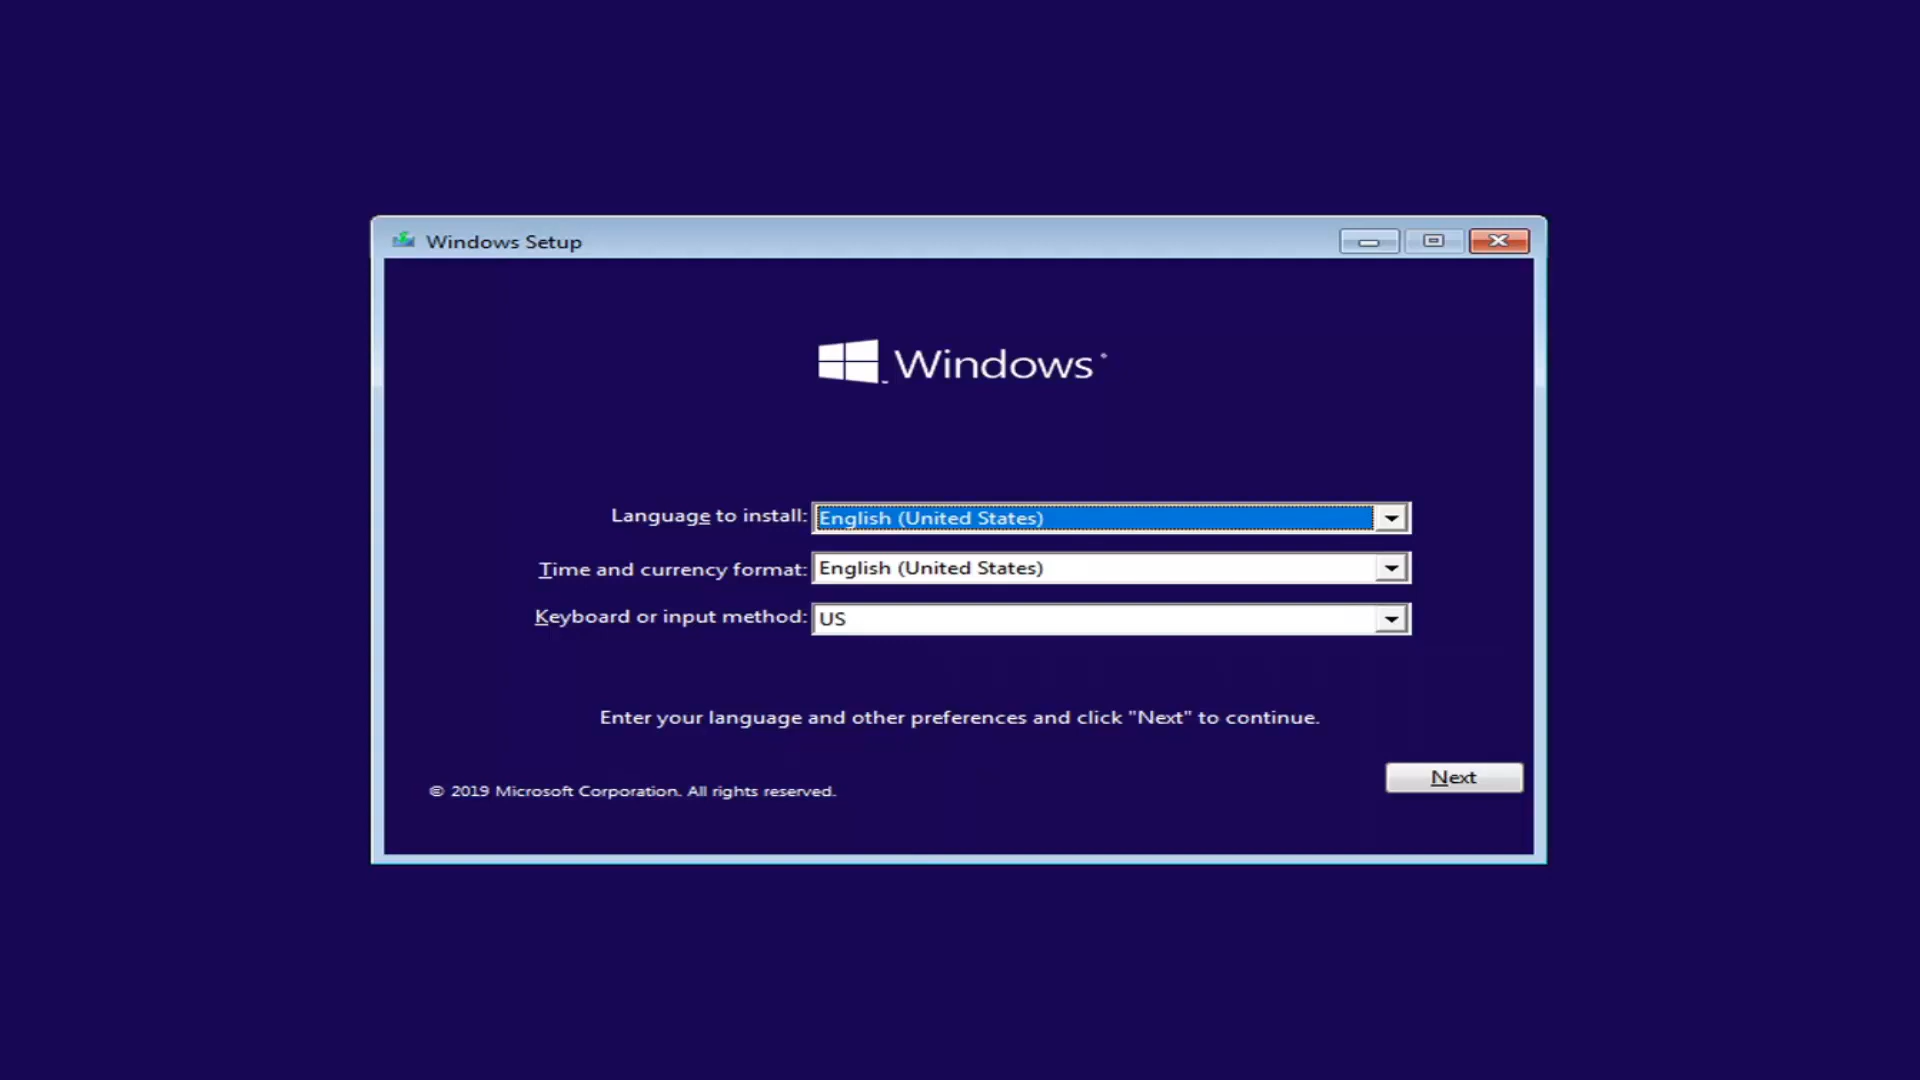 Windows Setup
Windows
Language to install: English (United States)
Time and currency format: English (United States)
Keyboard or input method: US
Enter your language and other preferences and click "Next" to continue.
Next
© 2019 Microsoft Corporation. All rights reserved.